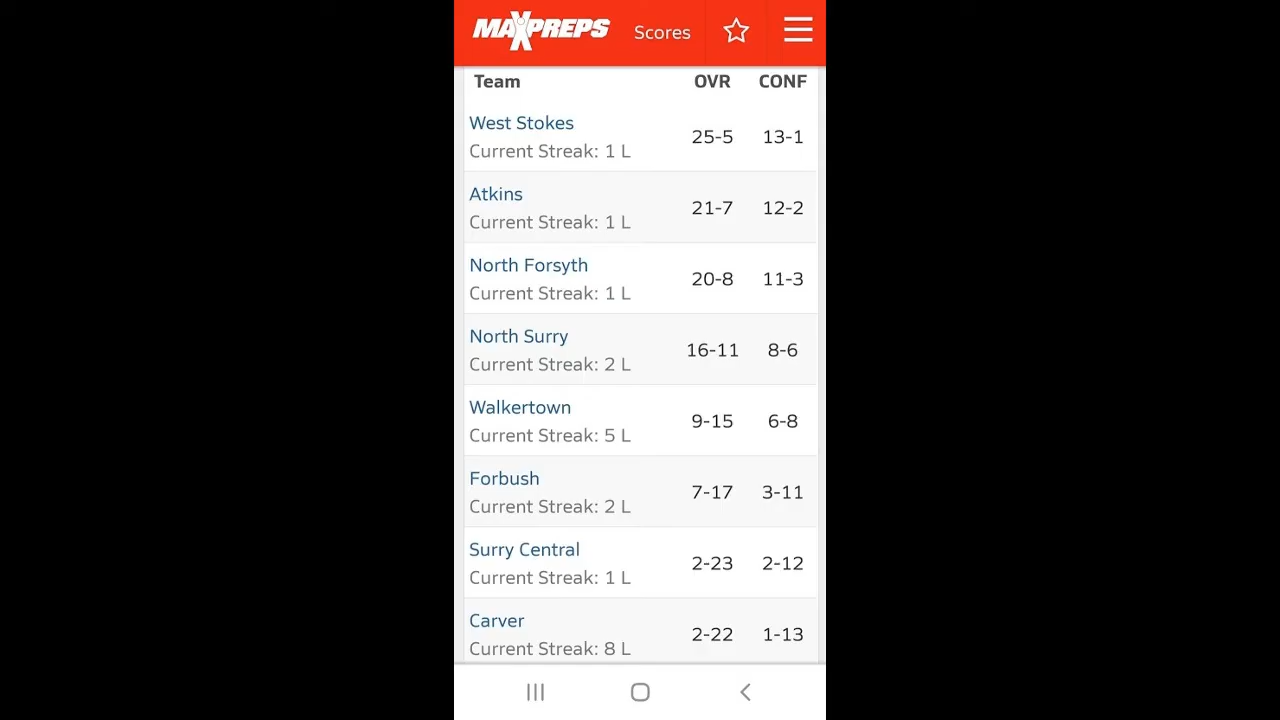 MAXPREPS Scores
Team OVR CONF
West Stokes
Current Streak: 1 L
25-5 13-1
Atkins
Current Streak: 1 L
21-7 12-2
North Forsyth
Current Streak: 1 L
20-8 11-3
North Surry
Current Streak: 2 L
16-11 8-6
Walkertown
Current Streak: 5 L
9-15 6-8
Forbush
Current Streak: 2 L
7-17 3-11
Surry Central
Current Streak: 1 L
2-23 2-12
Carver
Current Streak: 8 L
2-22 1-13